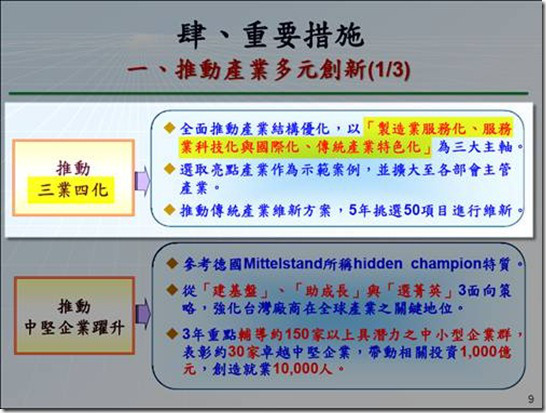 肆、重要措施
一、推動產業多元創新(1/3)
推動
三業四化
◆全面推動產業結構優化，以「製造業服務化、服務
業科技化與國際化、傳統產業特色化」為三大主軸。
◆選取亮點產業作為示範案例，並擴大至各部會主管
產業。
◆推動傳統產業維新方案，5年挑選50項目進行維新。
推動
中堅企業躍升
◆參考德國Mittelstand所稱hidden champion特質。
◆從「建基盤」、「助成長」與「選菁英」3面向策
略，強化台灣廠商在全球產業之關鍵地位。
◆3年重點輔導約150家以上具潛力之中小型企業群，
表彰約30家卓越中堅企業，帶動相關投資1,000億
元，創造就業10,000人。
9